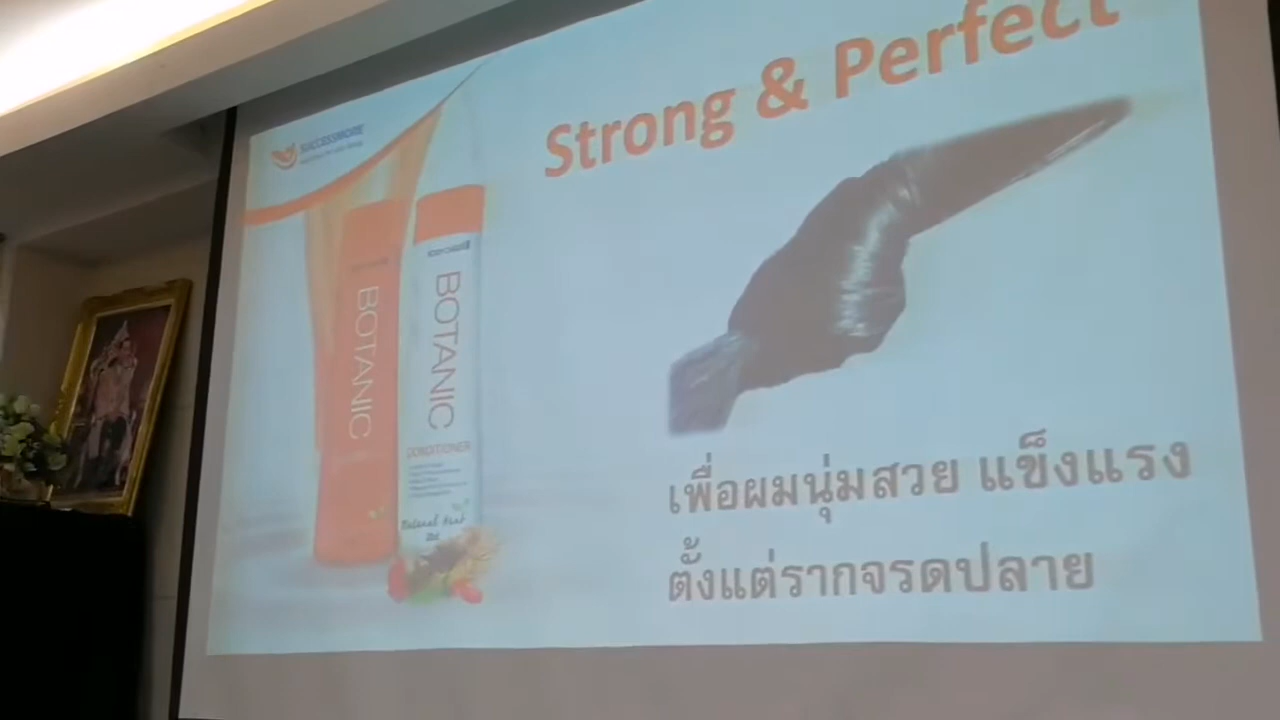 Strong & Perfect
SUCCESSMORE
BOTANIC
BOTANIC
CONDITIONER
เพื่อผมนุ่มสวย แข็งแรง
ตั้งแต่รากจรดปลาย